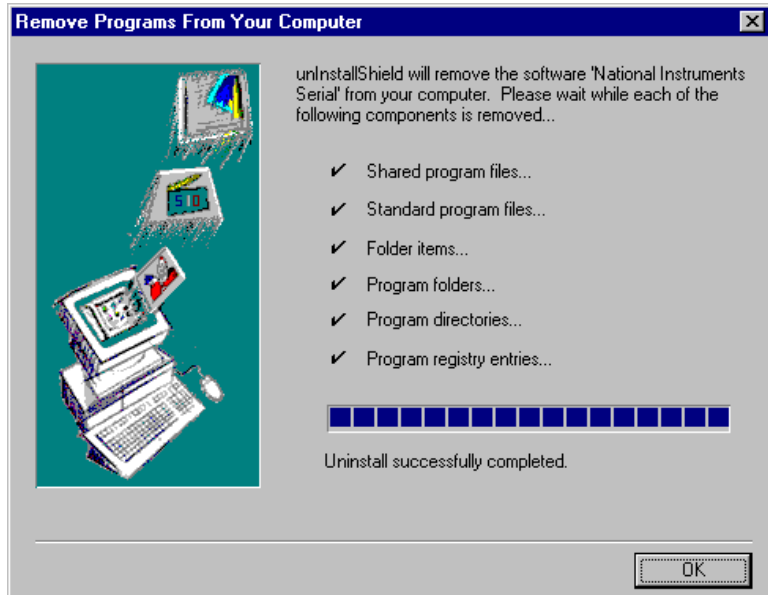 Remove Programs From Your Computer
unInstallShield will remove the software 'National Instruments
Serial' from your computer.  Please wait while each of the
following components is removed...
Shared program files...
Standard program files...
Folder items...
Program folders...
Program directories...
Program registry entries...
Uninstall successfully completed.
OK